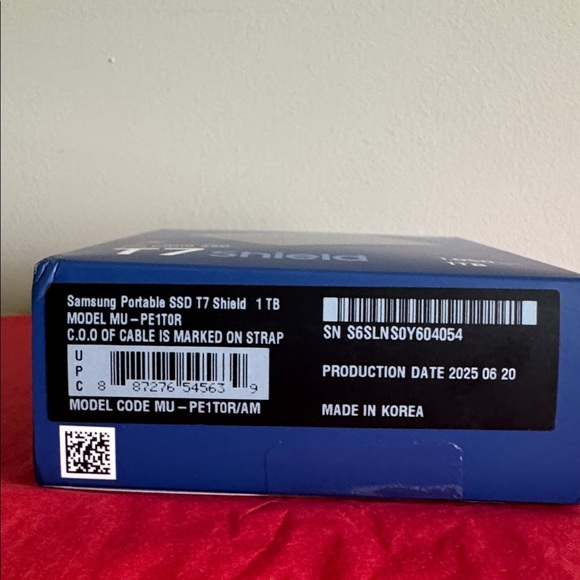 T7 Shield
1TB
Samsung Portable SSD T7 Shield 1 TB
MODEL MU-PE1T0R
C.O.O OF CABLE IS MARKED ON STRAP
UPC
8 87276 54563 9
MODEL CODE MU-PE1T0R/AM
SN S6SLNS0Y604054
PRODUCTION DATE 2025 06 20
MADE IN KOREA